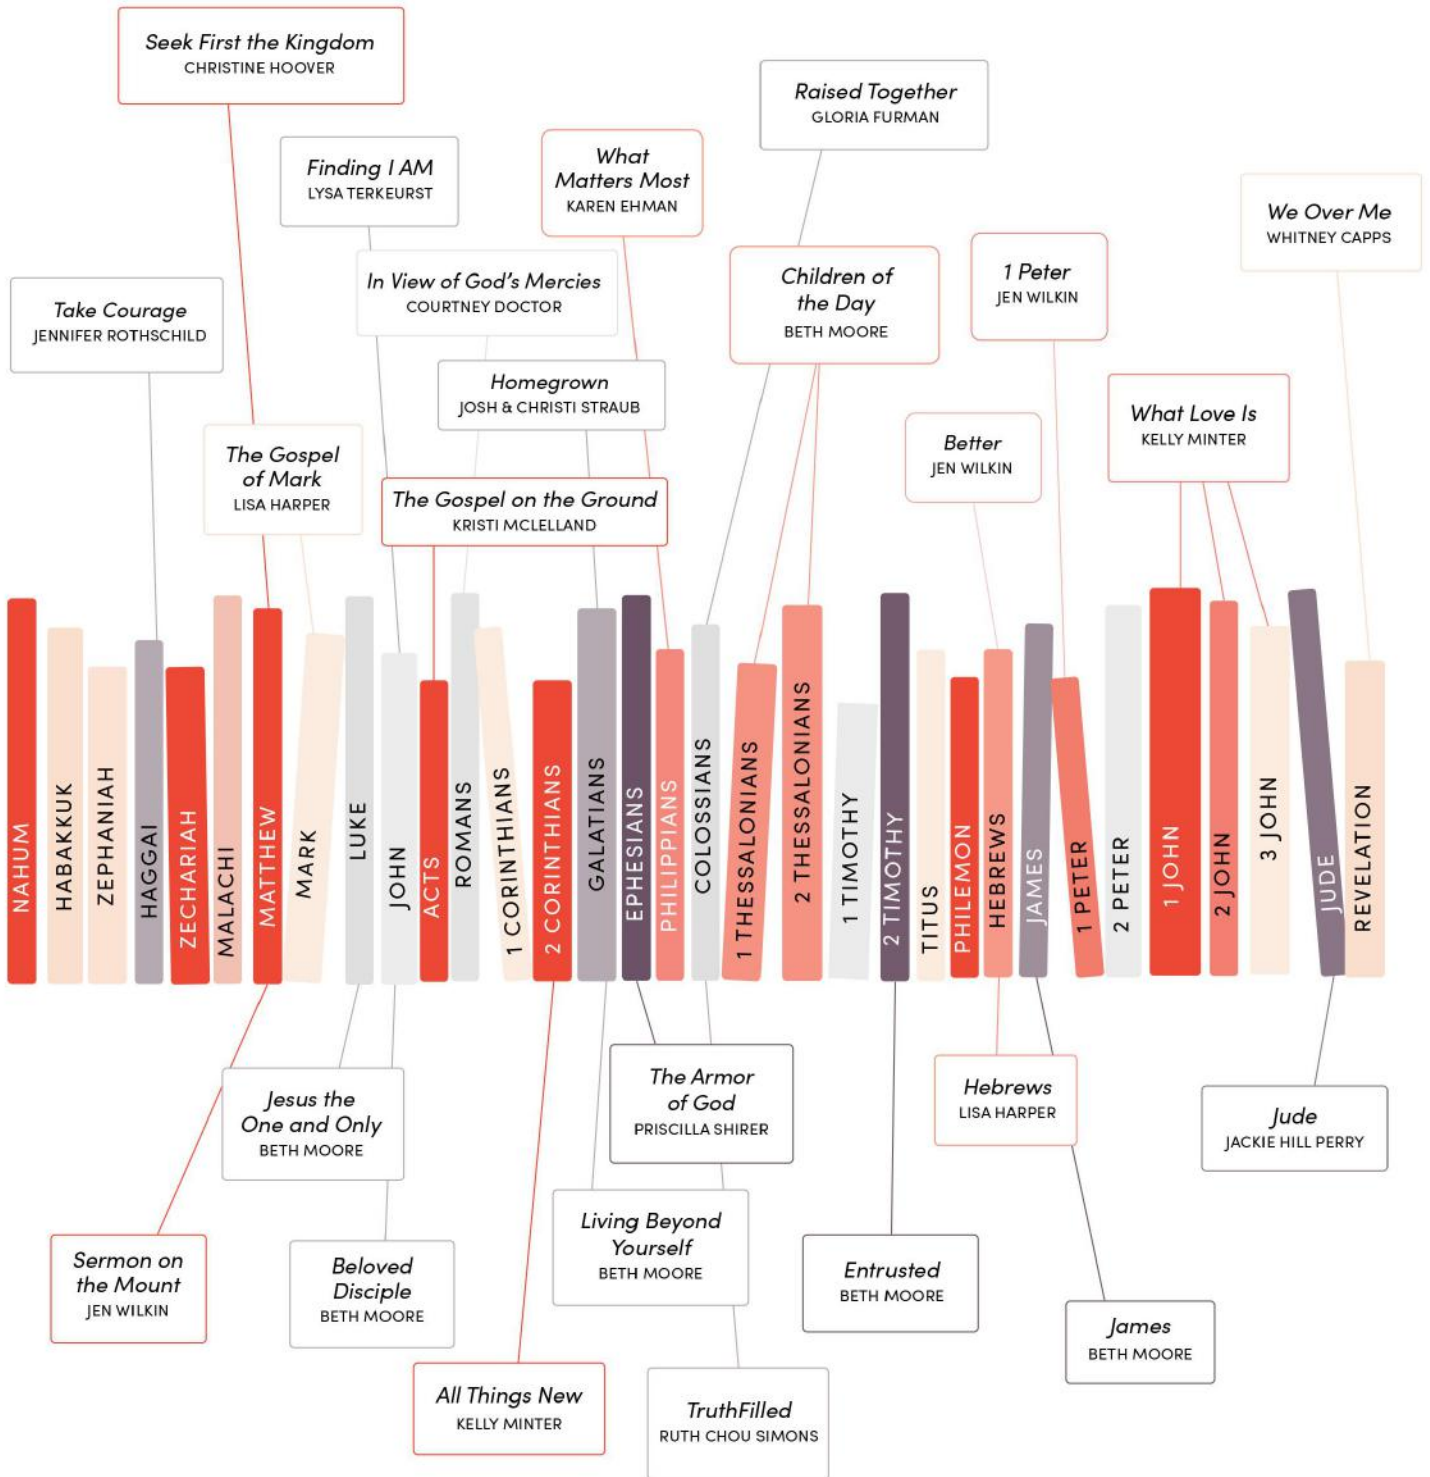 Seek First the Kingdom
CHRISTINE HOOVER
Raised Together
GLORIA FURMAN
Finding I AM
LYSA TERKEURST
What
Matters Most
KAREN EHMAN
We Over Me
WHITNEY CAPPS
In View of God's Mercies
COURTNEY DOCTOR
Children of
the Day
BETH MOORE
1 Peter
JEN WILKIN
Take Courage
JENNIFER ROTHSCHILD
Homegrown
JOSH & CHRISTI STRAUB
What Love Is
KELLY MINTER
The Gospel
of Mark
LISA HARPER
Better
JEN WILKIN
The Gospel on the Ground
KRISTI MCLELLAND
NAHUM
HABAKKUK
ZEPHANIAH
HAGGAI
ZECHARIAH
MALACHI
MATTHEW
MARK
LUKE
JOHN
ACTS
ROMANS
1 CORINTHIANS
2 CORINTHIANS
GALATIANS
EPHESIANS
PHILIPPIANS
COLOSSIANS
1 THESSALONIANS
2 THESSALONIANS
1 TIMOTHY
2 TIMOTHY
TITUS
PHILEMON
HEBREWS
JAMES
1 PETER
2 PETER
1 JOHN
2 JOHN
3 JOHN
JUDE
REVELATION
Jesus the
One and Only
BETH MOORE
The Armor
of God
PRISCILLA SHIRER
Hebrews
LISA HARPER
Jude
JACKIE HILL PERRY
Sermon on
the Mount
JEN WILKIN
Beloved
Disciple
BETH MOORE
Living Beyond
Yourself
BETH MOORE
Entrusted
BETH MOORE
James
BETH MOORE
All Things New
KELLY MINTER
TruthFilled
RUTH CHOU SIMONS